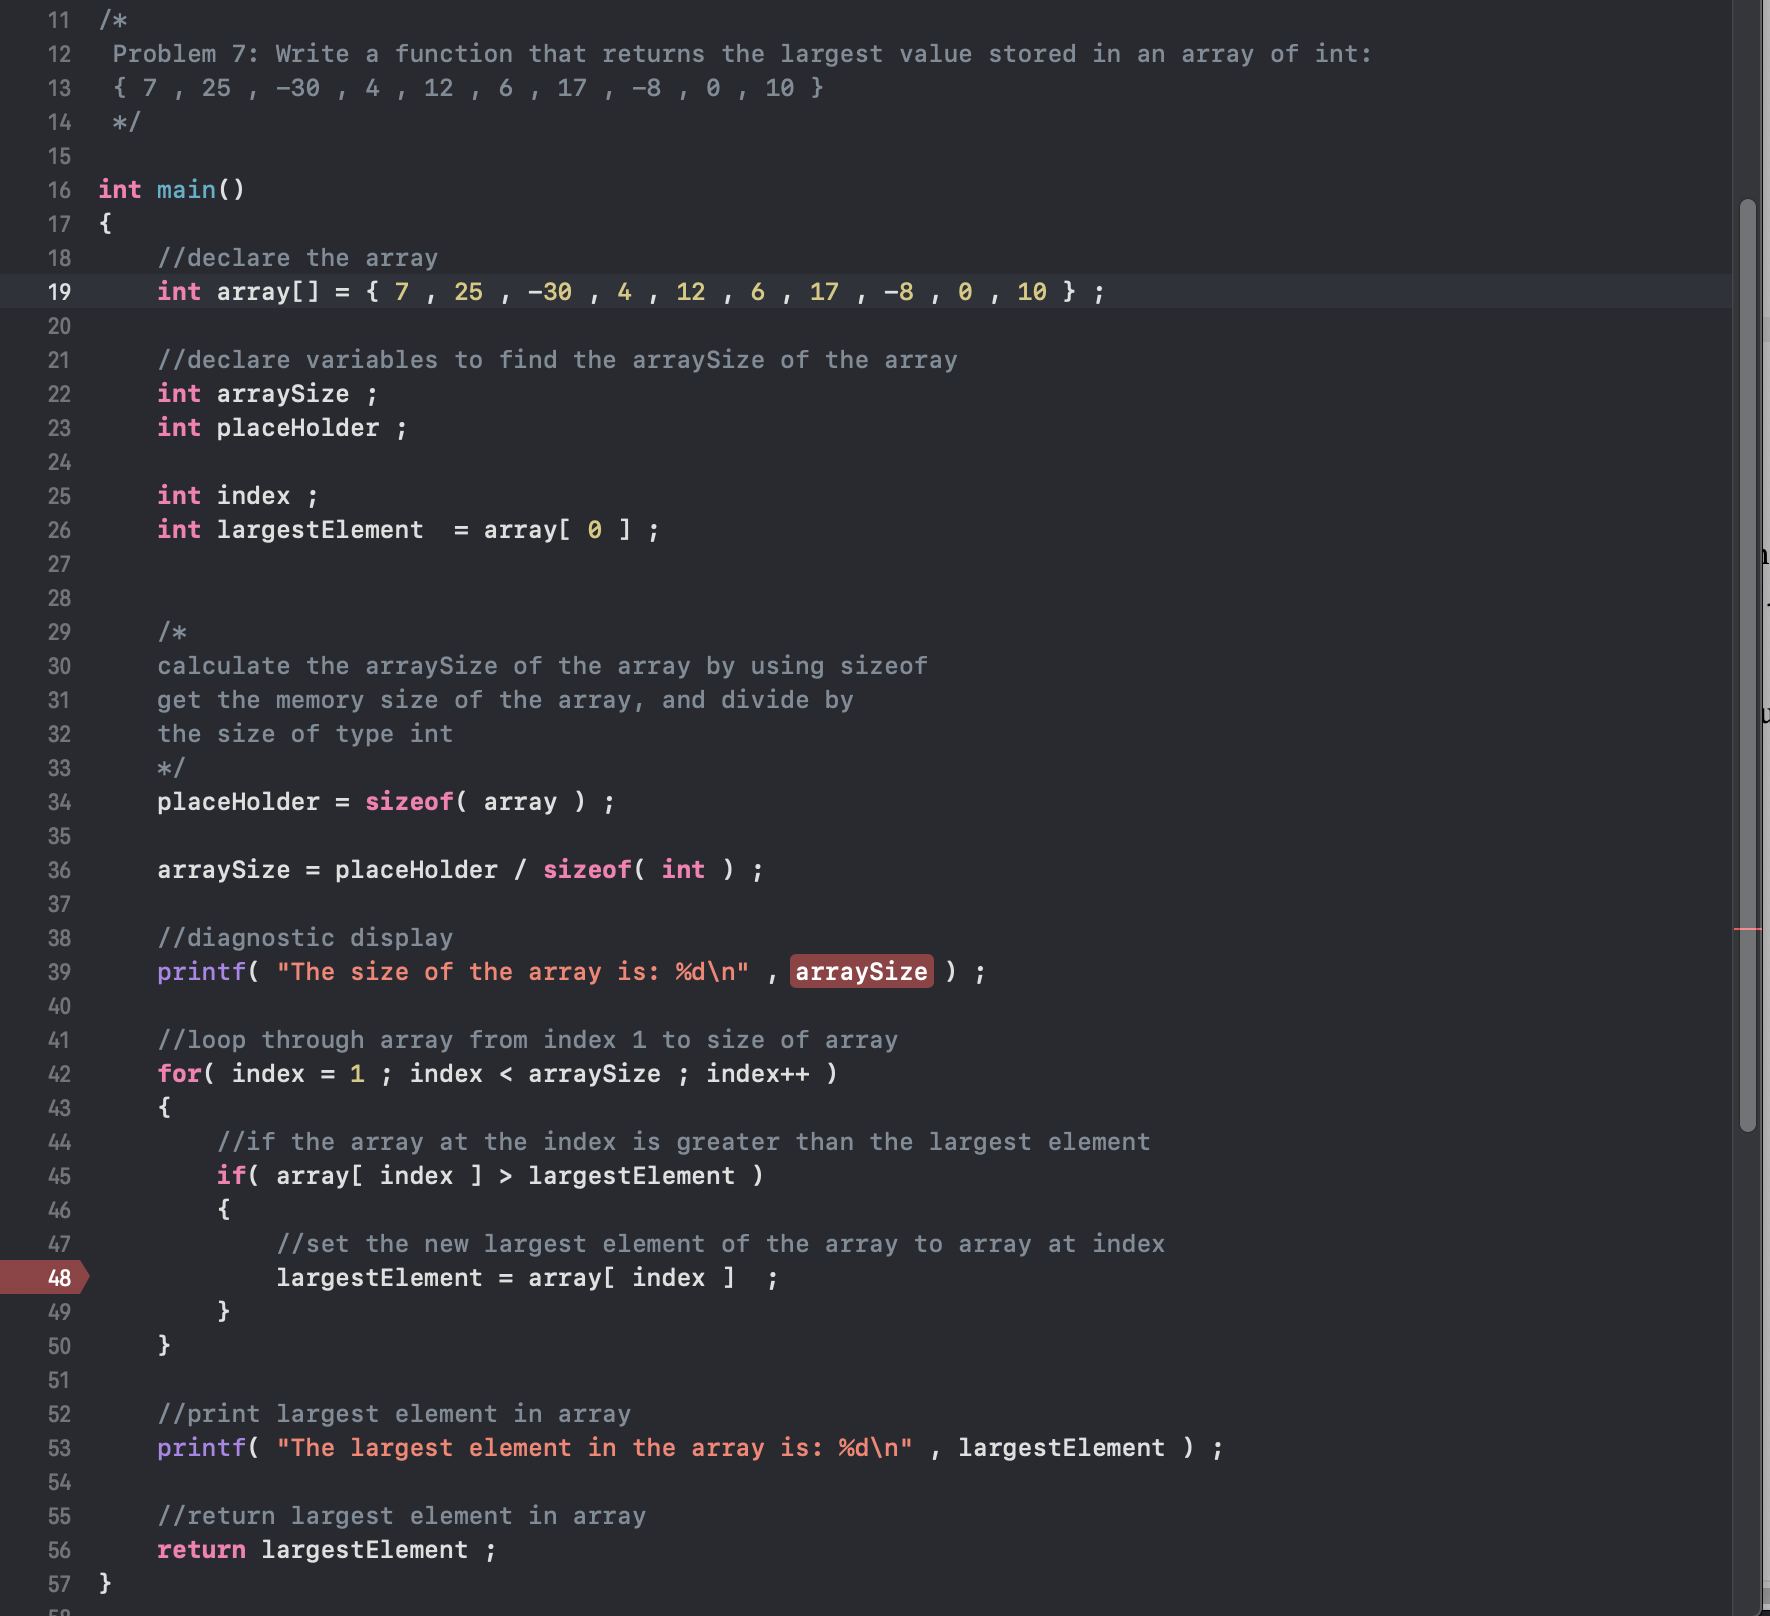 11 /*
12 Problem 7: Write a function that returns the largest value stored in an array of int:
13 { 7 , 25 , -30 , 4 , 12 , 6 , 17 , -8 , 0 , 10 }
14 */
15
16 int main()
17 {
18 //declare the array
19 int array[] = { 7 , 25 , -30 , 4 , 12 , 6 , 17 , -8 , 0 , 10 } ;
20
21 //declare variables to find the arraySize of the array
22 int arraySize ;
23 int placeHolder ;
24
25 int index ;
26 int largestElement  = array[ 0 ] ;
27
28
29 /*
30 calculate the arraySize of the array by using sizeof
31 get the memory size of the array, and divide by
32 the size of type int
33 */
34 placeHolder = sizeof( array ) ;
35
36 arraySize = placeHolder / sizeof( int ) ;
37
38 //diagnostic display
39 printf( "The size of the array is: %d\n" , arraySize ) ;
40
41 //loop through array from index 1 to size of array
42 for( index = 1 ; index < arraySize ; index++ )
43 {
44 //if the array at the index is greater than the largest element
45 if( array[ index ] > largestElement )
46 {
47 //set the new largest element of the array to array at index
48 largestElement = array[ index ]  ;
49 }
50 }
51
52 //print largest element in array
53 printf( "The largest element in the array is: %d\n" , largestElement ) ;
54
55 //return largest element in array
56 return largestElement ;
57 }